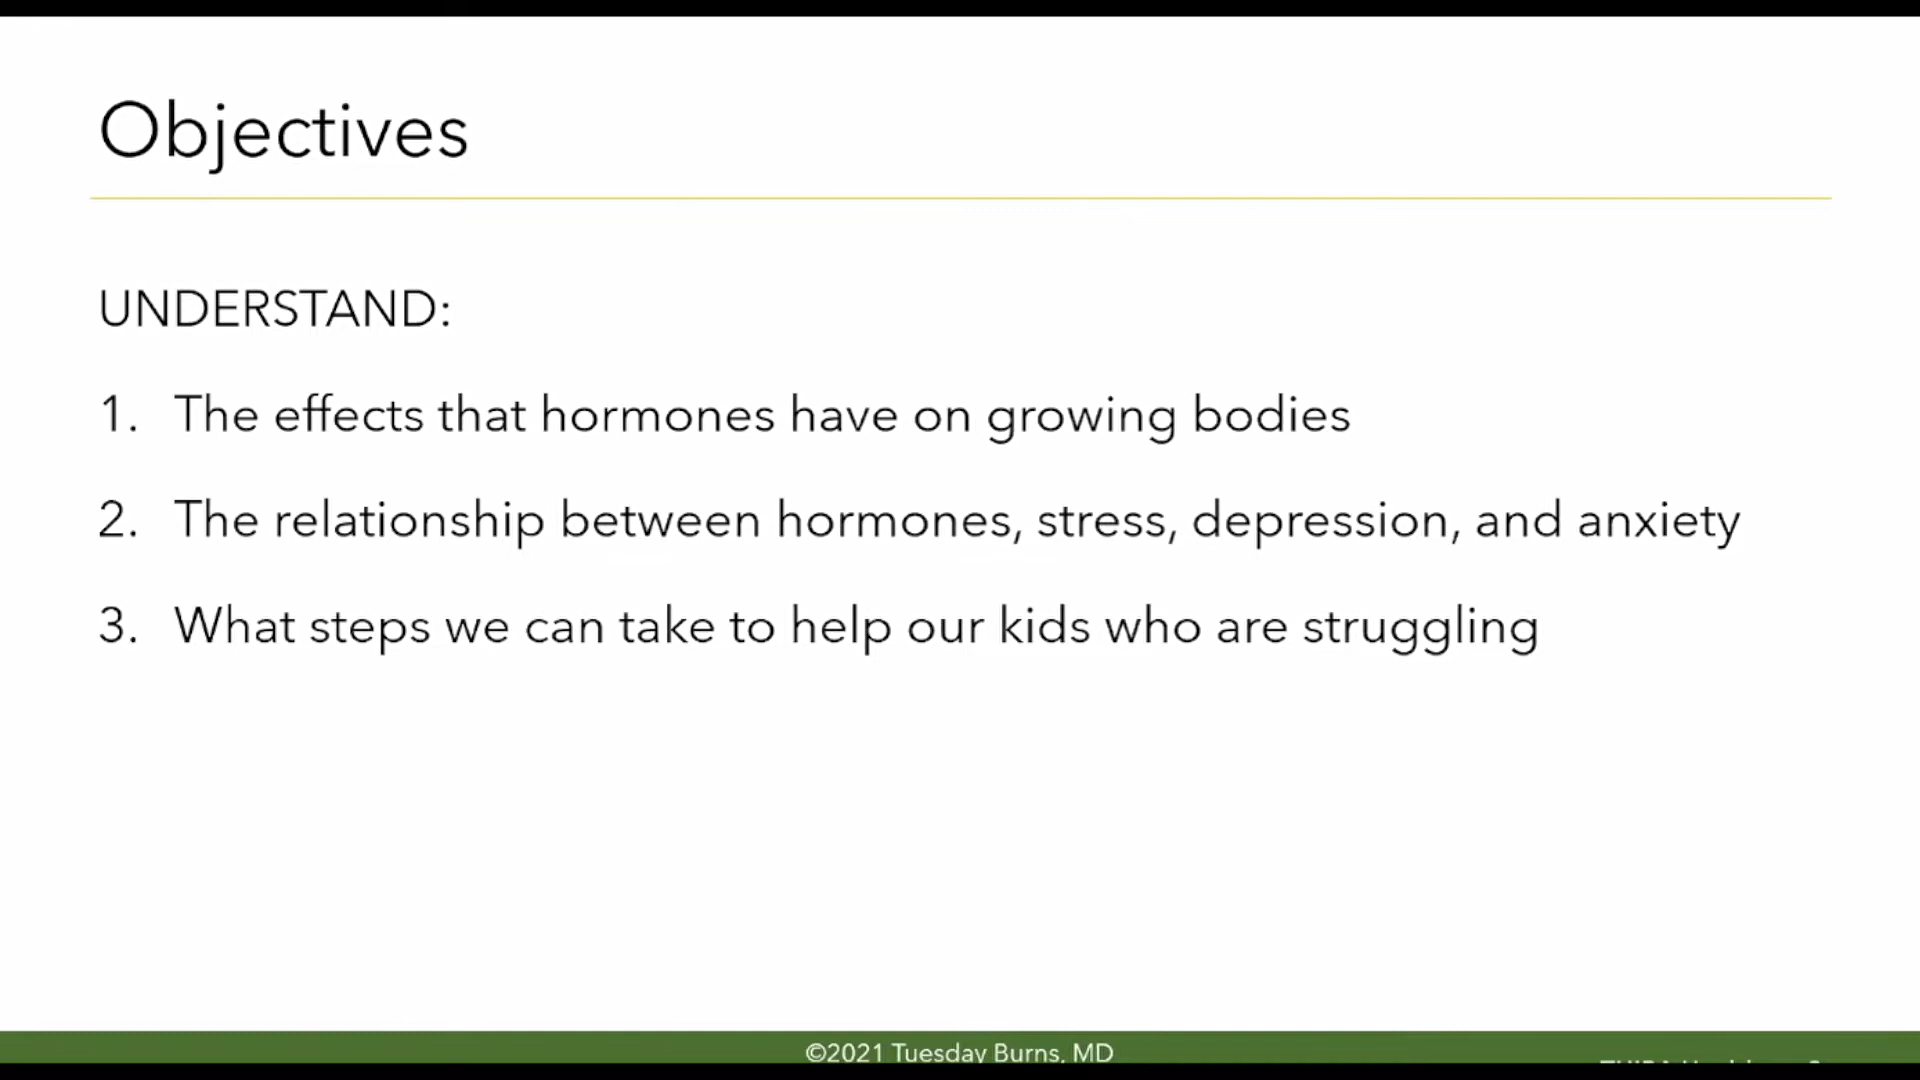 Objectives
UNDERSTAND:
1. The effects that hormones have on growing bodies
2. The relationship between hormones, stress, depression, and anxiety
3. What steps we can take to help our kids who are struggling
©2021 Tuesday Burns, MD